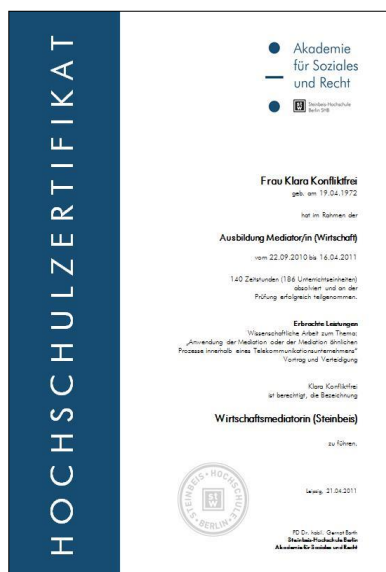 HOCHSCHULZERTIFIKAT
Akademie
für Soziales
und Recht
Steinbeis-Hochschule
Berlin SHB
Frau Klara Konfliktfrei
geb. am 19.04.1972
hat im Rahmen der
Ausbildung Mediator/in (Wirtschaft)
vom 22.09.2010 bis 16.04.2011
140 Zeitstunden (186 Unterrichtseinheiten)
absolviert und an der
Prüfung erfolgreich teilgenommen.
Erbrachte Leistungen
Wissenschaftliche Arbeit zum Thema:
„Anwendung der Mediation oder der Mediation ähnlichen
Prozesse innerhalb eines Telekommunikationsunternehmens"
Vortrag und Verteidigung
Klara Konfliktfrei
ist berechtigt, die Bezeichnung
Wirtschaftsmediatorin (Steinbeis)
zu führen.
STEINBEIS-HOCHSCHULE
STW
·BERLIN·
Leipzig, 21.04.2011
PD Dr. habil. Gernot Barth
Steinbeis-Hochschule Berlin
Akademie für Soziales und Recht